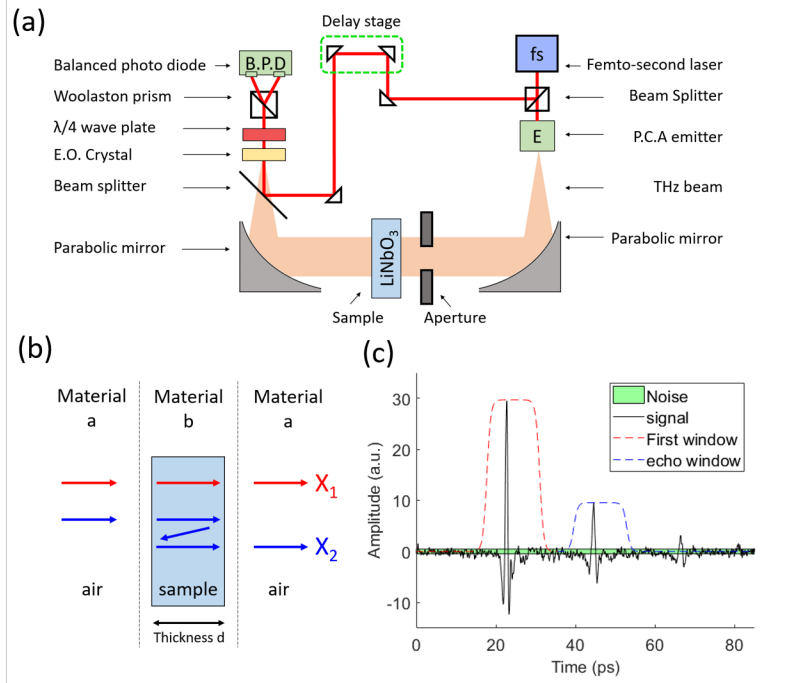 (a)
Delay stage
Balanced photo diode
B.P.D
fs
Femto-second laser
Woolaston prism
Beam Splitter
λ/4 wave plate
E
P.C.A emitter
E.O. Crystal
Beam splitter
THz beam
Parabolic mirror
LiNbO3
Parabolic mirror
Sample
Aperture
(b)
Material
a
Material
b
Material
a
X1
X2
air
sample
air
Thickness d
(c)
Noise
signal
First window
echo window
Amplitude (a.u.)
30
20
10
0
-10
0
20
40
60
80
Time (ps)